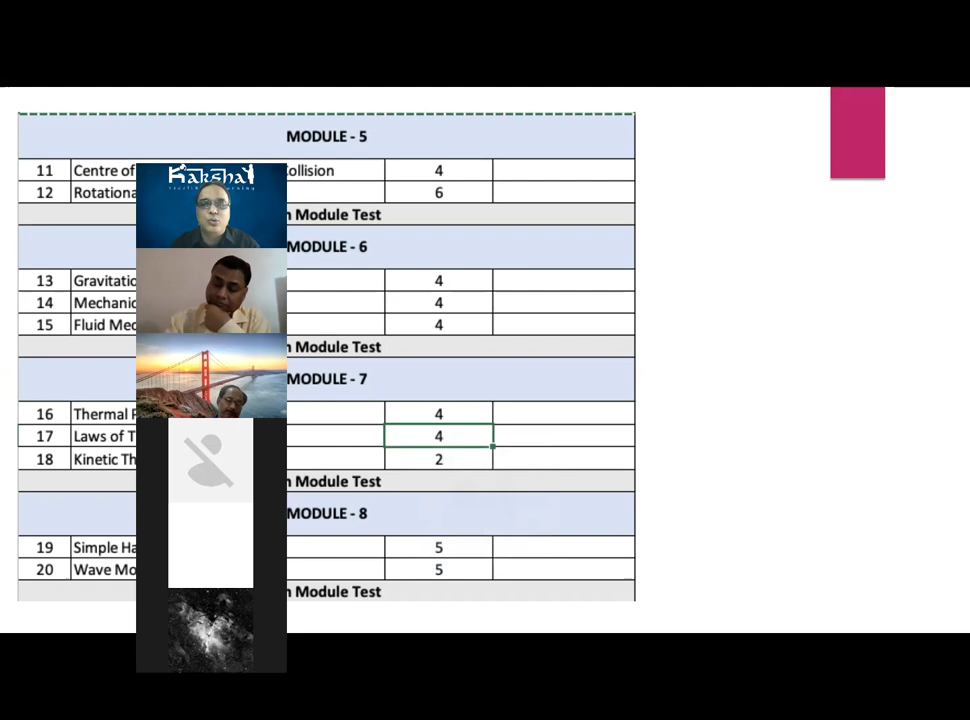 MODULE - 5
11 Centre of Collision 4
12 Rotationa 6
n Module Test
MODULE - 6
13 Gravitatio 4
14 Mechanic 4
15 Fluid Mec 4
n Module Test
MODULE - 7
16 Thermal P 4
17 Laws of T 4
18 Kinetic Th 2
n Module Test
MODULE - 8
19 Simple Ha 5
20 Wave Mo 5
n Module Test